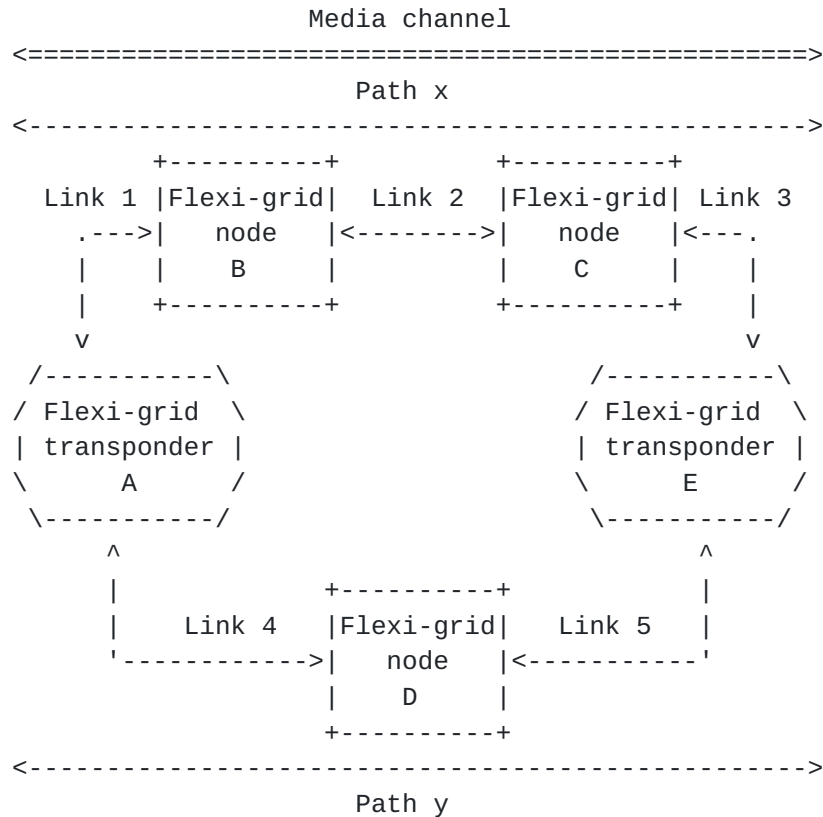 Media channel
<==================================================>
Path x
<-------------------------------------------------->
+----------+ +----------+
Link 1 |Flexi-grid| Link 2 |Flexi-grid| Link 3
.--->| node |<-------->| node |<---.
| | B | | C | |
| +----------+ +----------+ |
v v
/-----------\ /-----------\
/ Flexi-grid \ / Flexi-grid \
| transponder | | transponder |
\ A / \ E /
\-----------/ \-----------/
^ ^
| +----------+ |
| Link 4 |Flexi-grid| Link 5 |
'------------>| node |<-----------'
| D |
+----------+
<-------------------------------------------------->
Path y